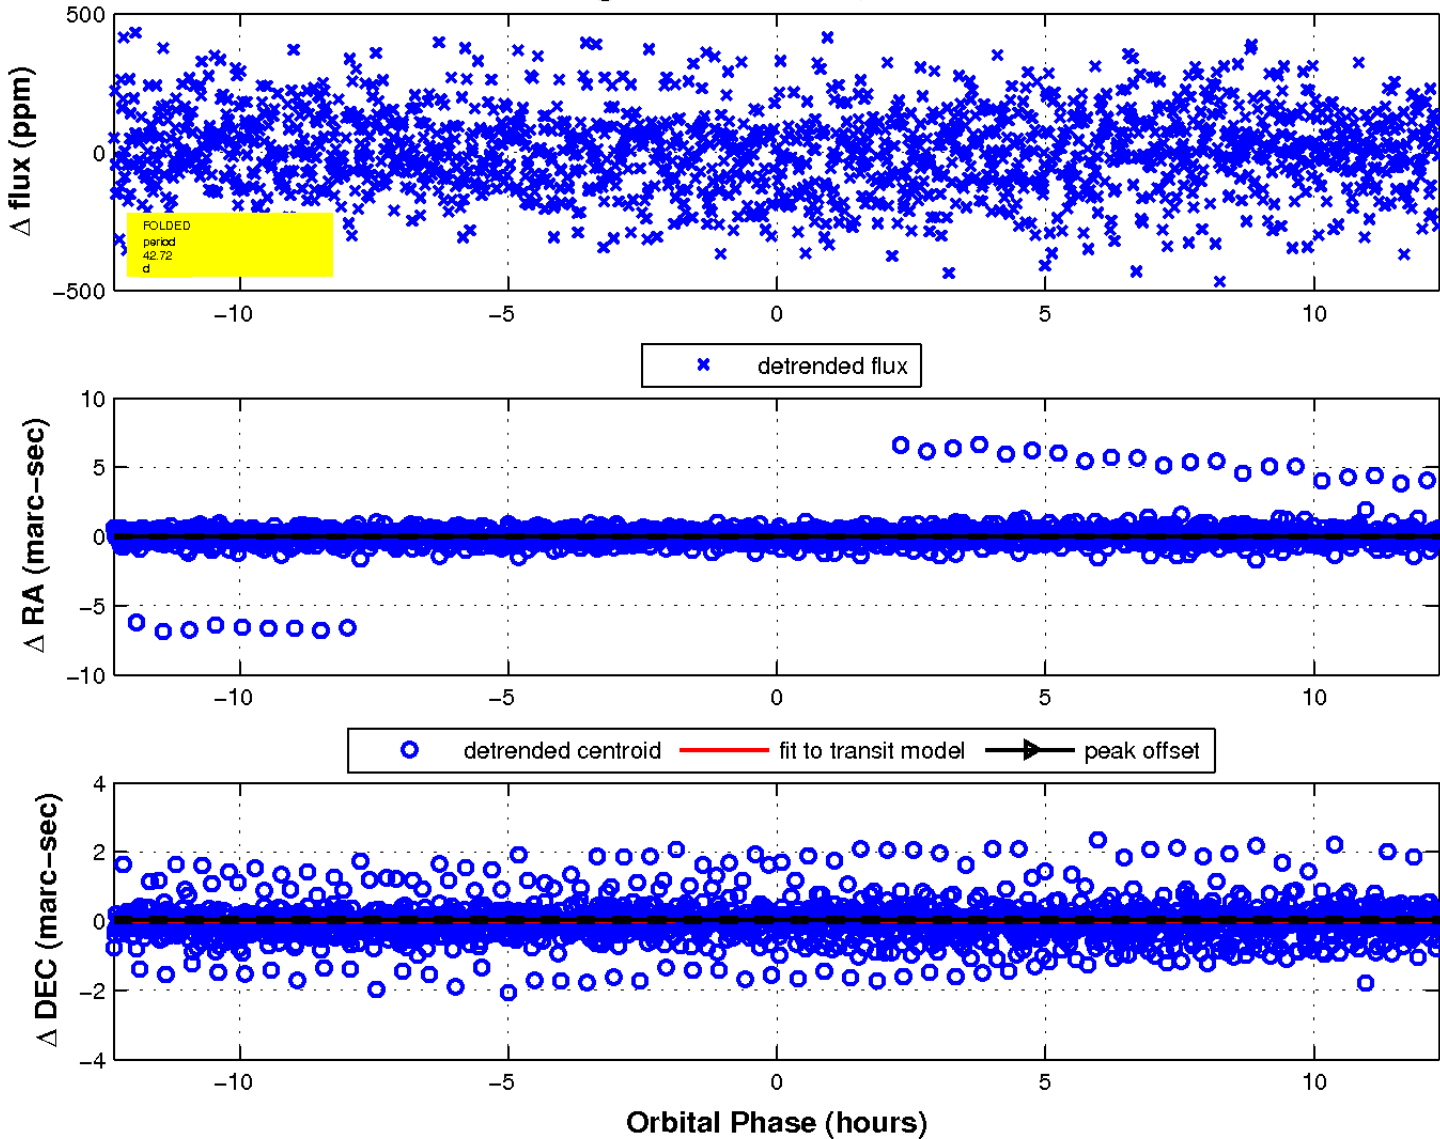 500
0
−500
Δ flux (ppm)
FOLDED
period
42.72
d
−10
−5
0
5
10
detrended flux
10
5
0
−5
−10
Δ RA (marc−sec)
−10
−5
0
5
10
detrended centroid
fit to transit model
peak offset
4
2
0
−2
−4
Δ DEC (marc−sec)
−10
−5
0
5
10
Orbital Phase (hours)